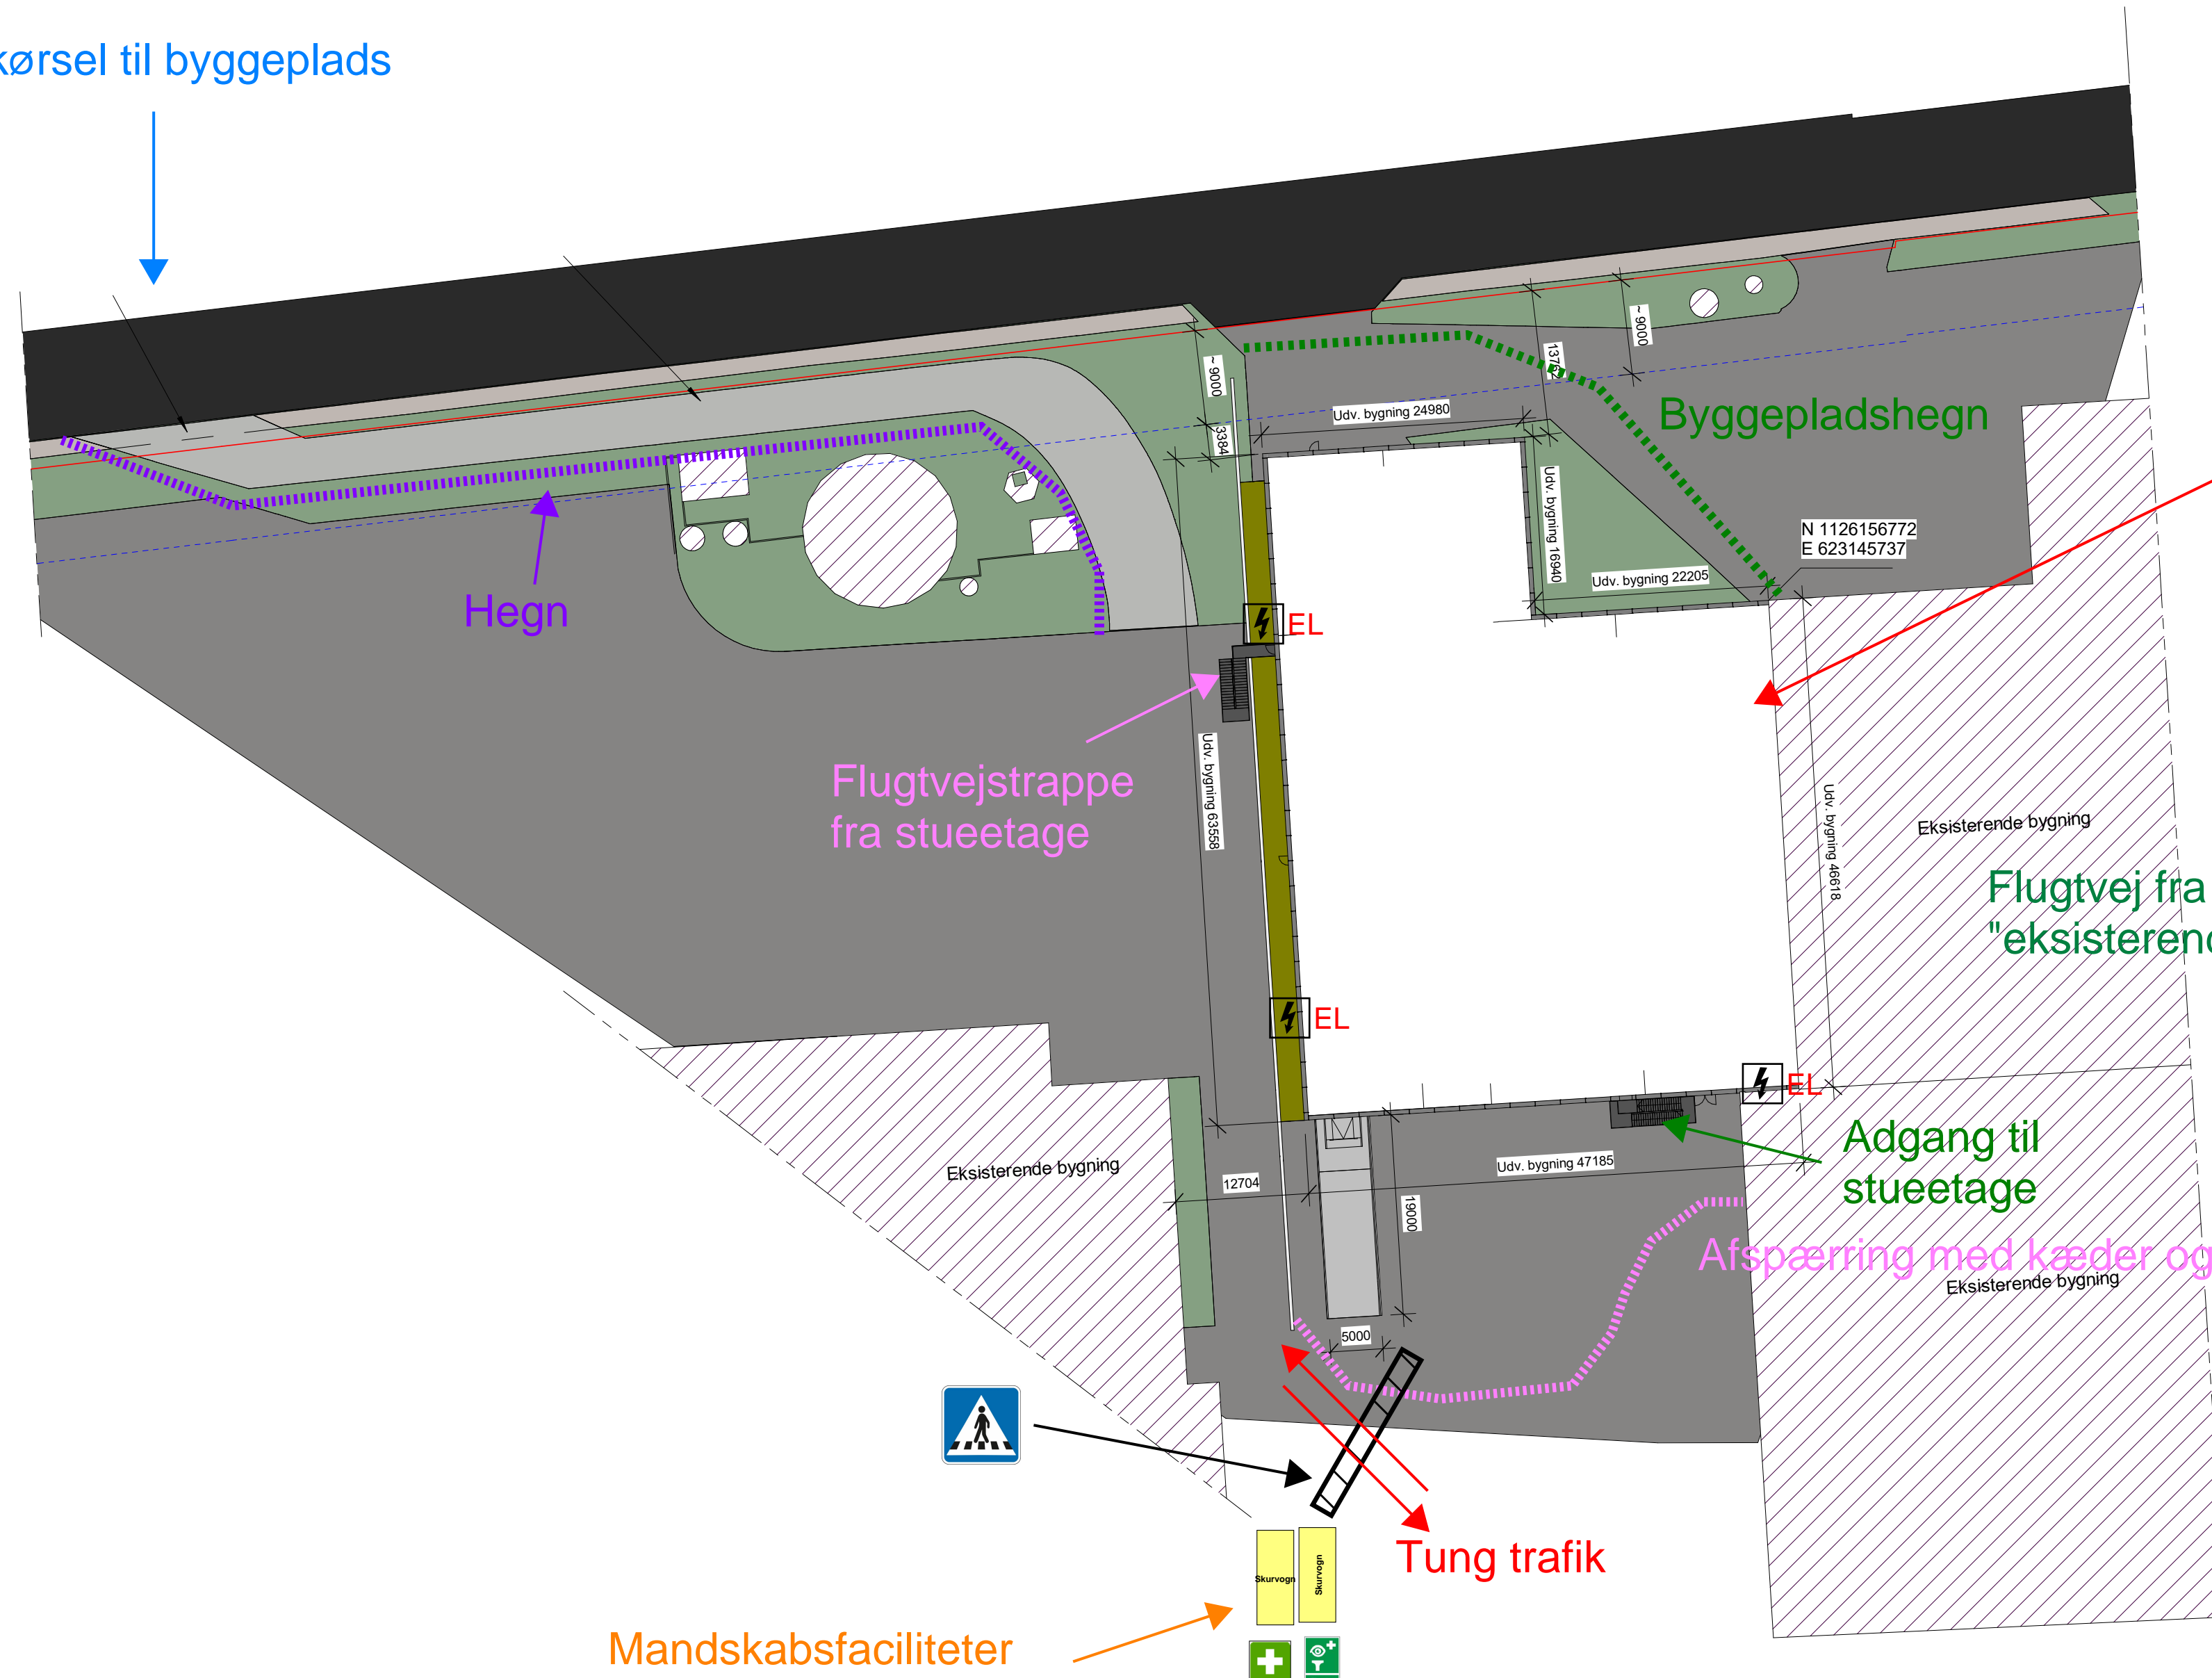 kørsel til byggeplads
~ 9000
13762
~ 9000
Udv. bygning 24980
3384
Byggepladshegn
Udv. bygning 16940
N 1126156772
E 623145737
Udv. bygning 22205
Hegn
EL
Flugtvejstrappe
fra stueetage
Udv. bygning 63558
Udv. bygning 46618
Eksisterende bygning
Flugtvej fra
"eksisterend
EL
EL
Adgang til
stueetage
Eksisterende bygning
Udv. bygning 47185
12704
19000
Afspærring med kæder og
Eksisterende bygning
5000
Tung trafik
Skurvogn
Skurvogn
Mandskabsfaciliteter